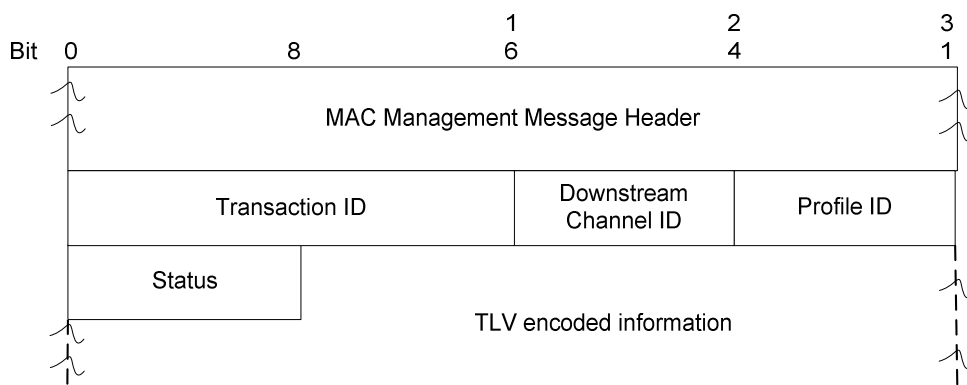 1 2 3
Bit 0 8 6 4 1
MAC Management Message Header
Transaction ID
Downstream
Channel ID
Profile ID
Status
TLV encoded information